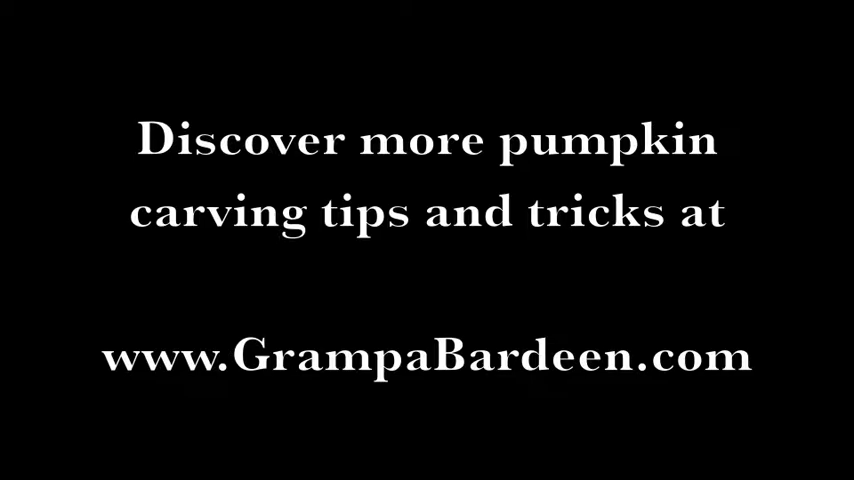 Discover more pumpkin
carving tips and tricks at
www.GrampaBardeen.com